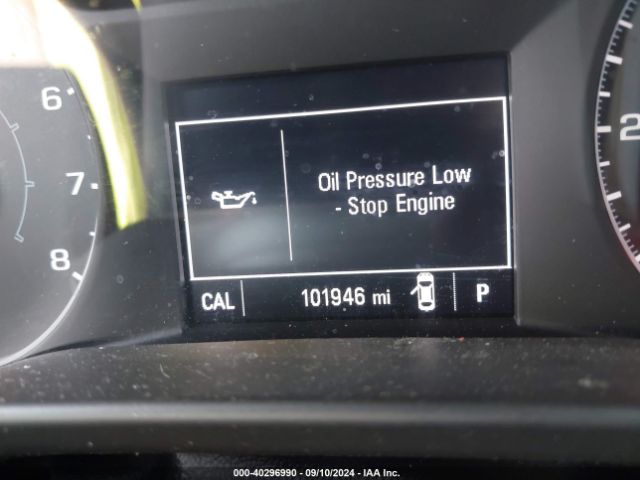 6
7
8
Oil Pressure Low
- Stop Engine
CAL
101946 mi
P
2
000-40296990 - 09/10/2024 - IAA Inc.